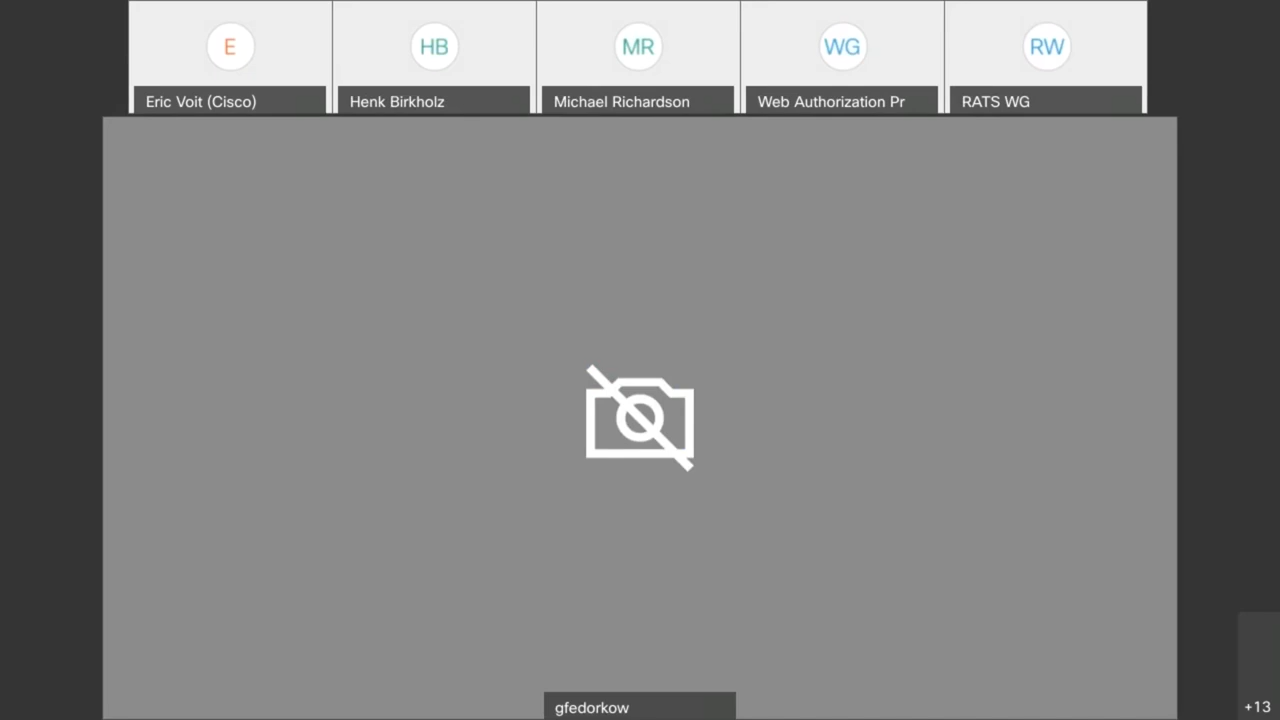 E
HB
MR
WG
RW
Eric Voit (Cisco)
Henk Birkholz
Michael Richardson
Web Authorization Pr
RATS WG
gfedorkow
+13